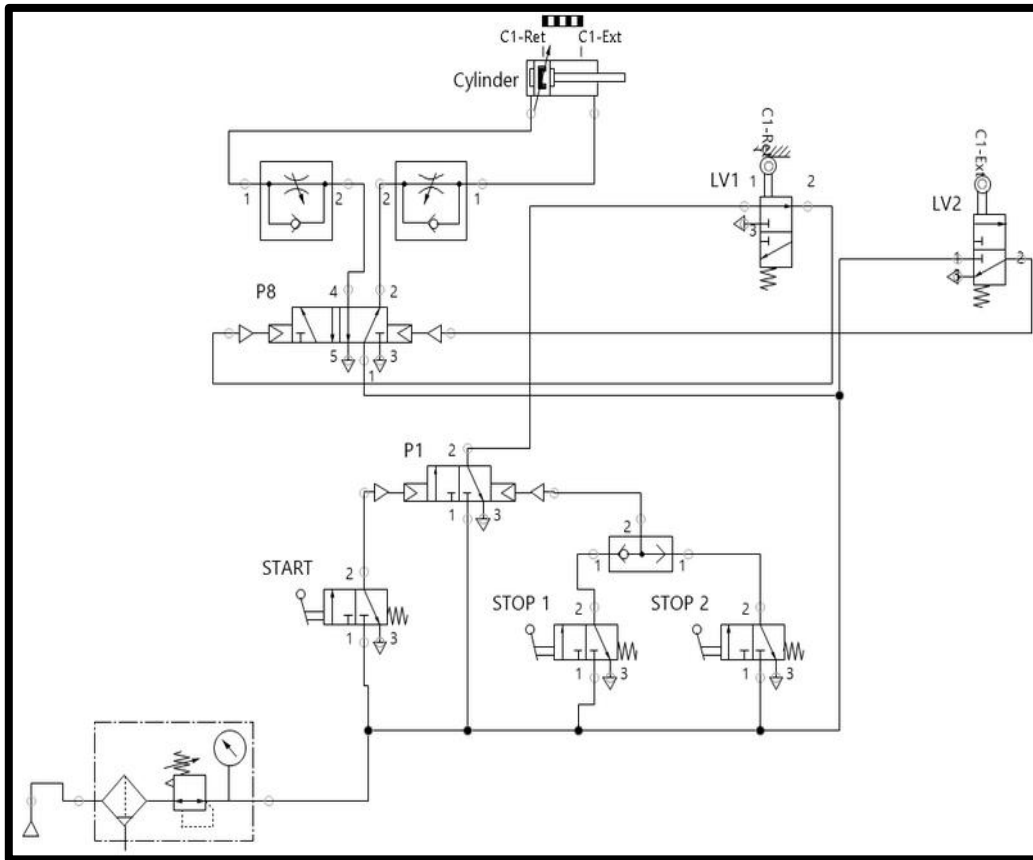 C1-Ret C1-Ext
Cylinder
C1-Ret
C1-Ext
1 2 2 1
LV1 1 2
3
LV2
1 2
3
P8 4 2
5 3
1
P1 2
1 3
2
1 1
START 2
1 3
STOP 1 2
1 3
STOP 2 2
1 3